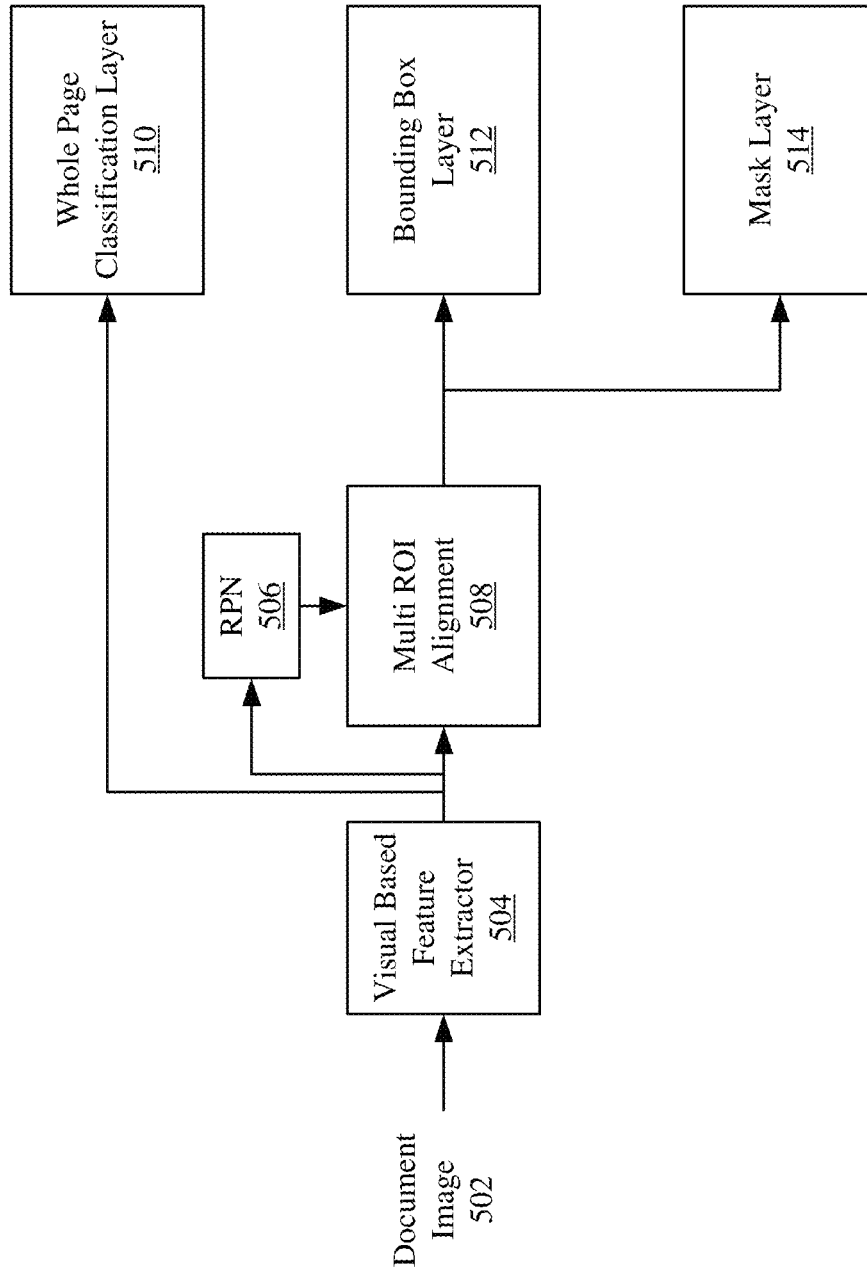 Document
Image
502
Visual Based
Feature
Extractor
504
RPN
506
Multi ROI
Alignment
508
Whole Page
Classification Layer
510
Bounding Box
Layer
512
Mask Layer
514